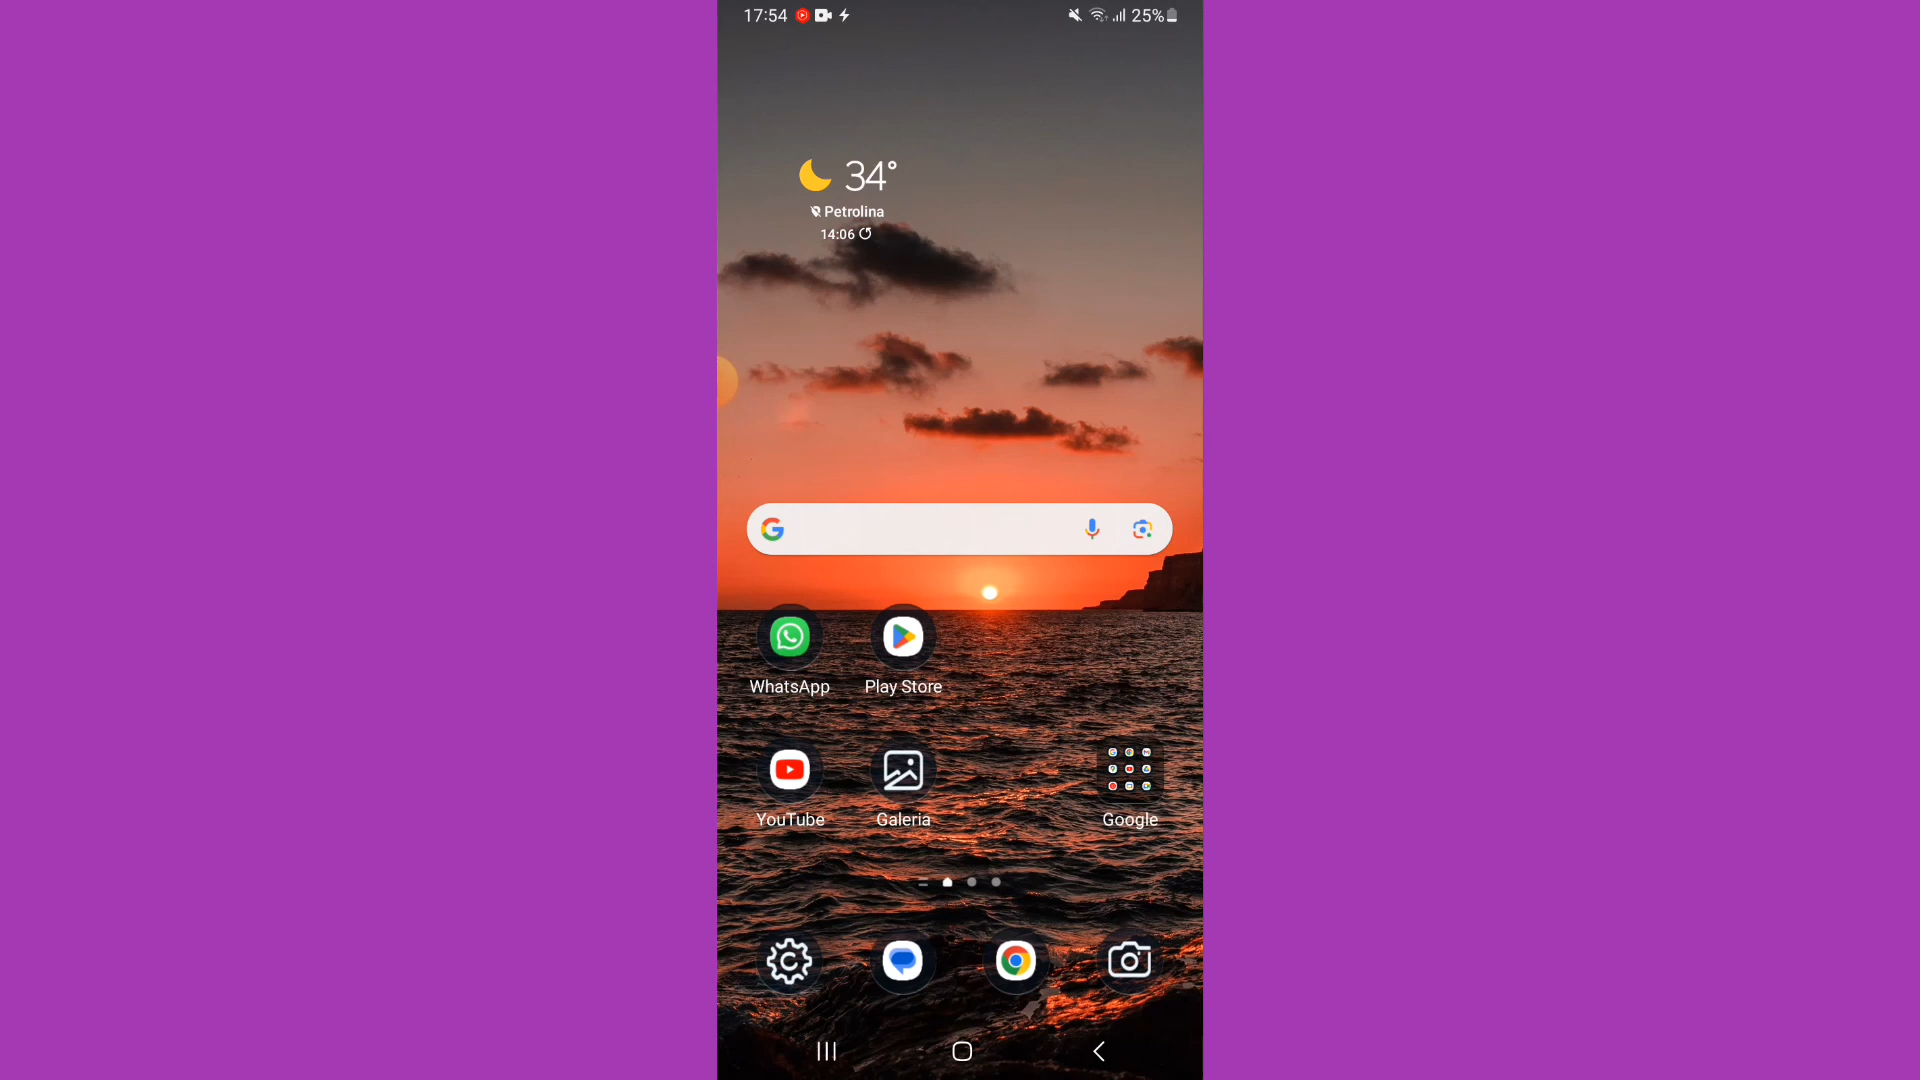 17:54
25%
34°
Petrolina
14:06
WhatsApp
Play Store
YouTube
Galeria
Google